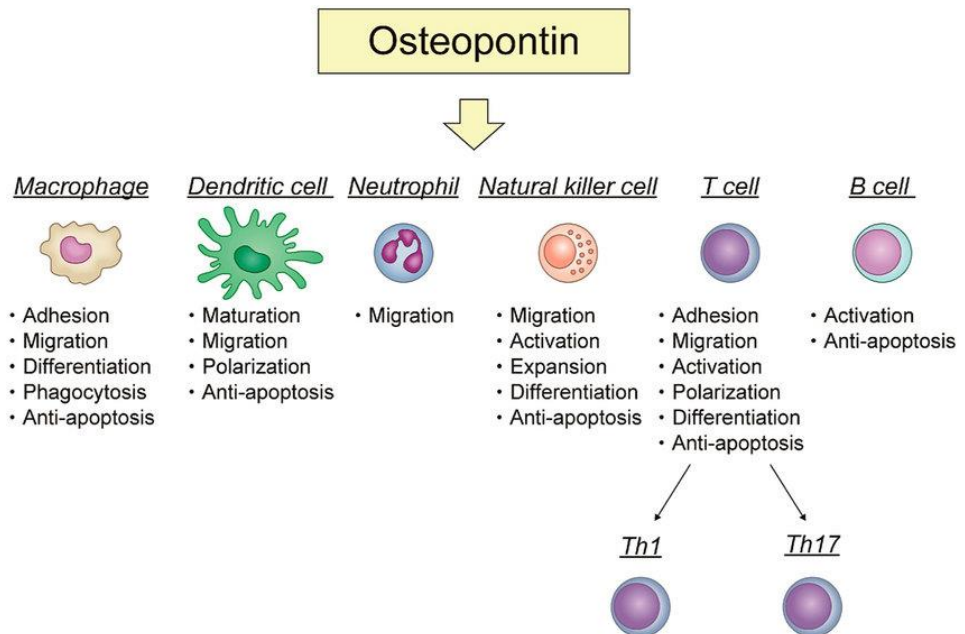 Osteopontin
Macrophage
・Adhesion
・Migration
・Differentiation
・Phagocytosis
・Anti-apoptosis
Dendritic cell
・Maturation
・Migration
・Polarization
・Anti-apoptosis
Neutrophil
・Migration
Natural killer cell
・Migration
・Activation
・Expansion
・Differentiation
・Anti-apoptosis
T cell
・Adhesion
・Migration
・Activation
・Polarization
・Differentiation
・Anti-apoptosis
B cell
・Activation
・Anti-apoptosis
Th1
Th17